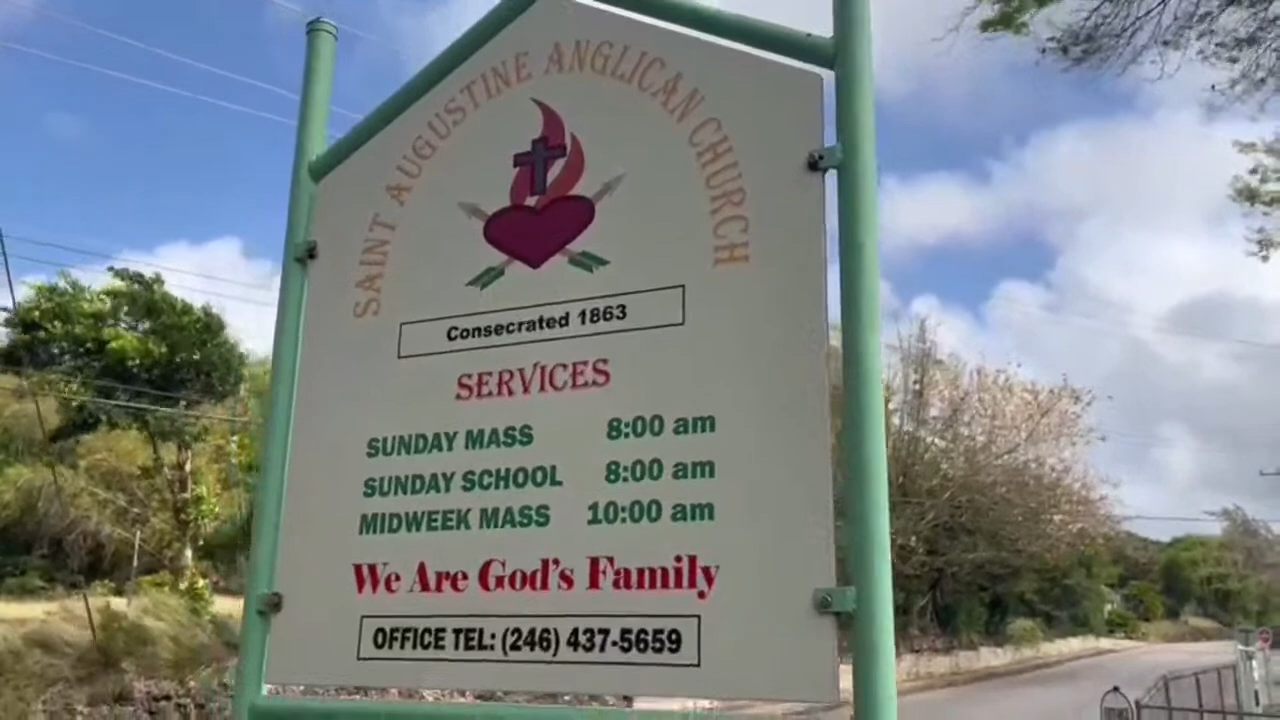 SAINT AUGUSTINE ANGLICAN CHURCH
Consecrated 1863
SERVICES
SUNDAY MASS 8:00 am
SUNDAY SCHOOL 8:00 am
MIDWEEK MASS 10:00 am
We Are God's Family
OFFICE TEL: (246) 437-5659